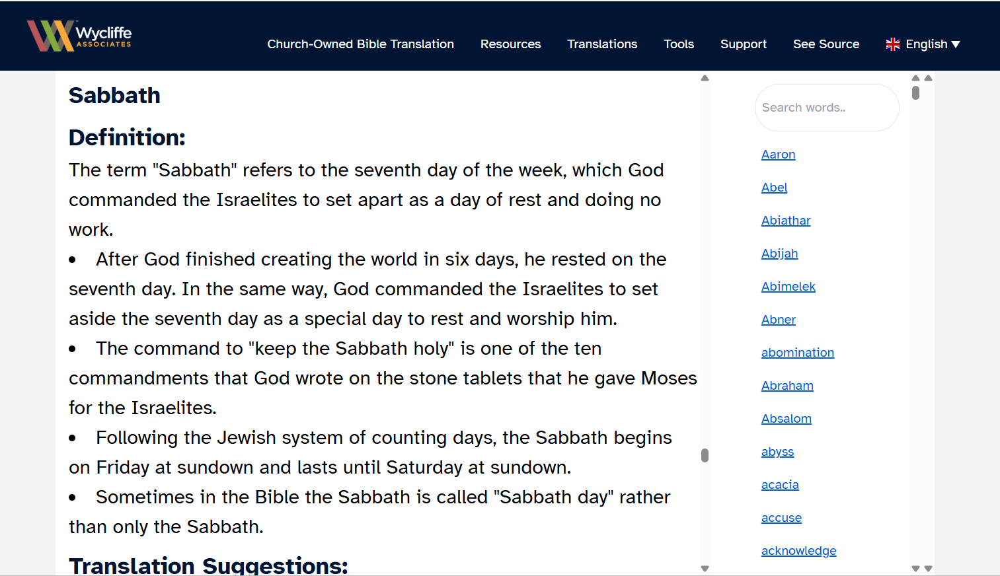 Wycliffe
ASSOCIATES
Church-Owned Bible Translation
Resources
Translations
Tools
Support
See Source
English
Sabbath
Definition:
The term "Sabbath" refers to the seventh day of the week, which God
commanded the Israelites to set apart as a day of rest and doing no
work.
• After God finished creating the world in six days, he rested on the
seventh day. In the same way, God commanded the Israelites to set
aside the seventh day as a special day to rest and worship him.
• The command to "keep the Sabbath holy" is one of the ten
commandments that God wrote on the stone tablets that he gave Moses
for the Israelites.
• Following the Jewish system of counting days, the Sabbath begins
on Friday at sundown and lasts until Saturday at sundown.
• Sometimes in the Bible the Sabbath is called "Sabbath day" rather
than only the Sabbath.
Translation Suggestions:
Search words..
Aaron
Abel
Abiathar
Abijah
Abimelek
Abner
abomination
Abraham
Absalom
abyss
acacia
accuse
acknowledge